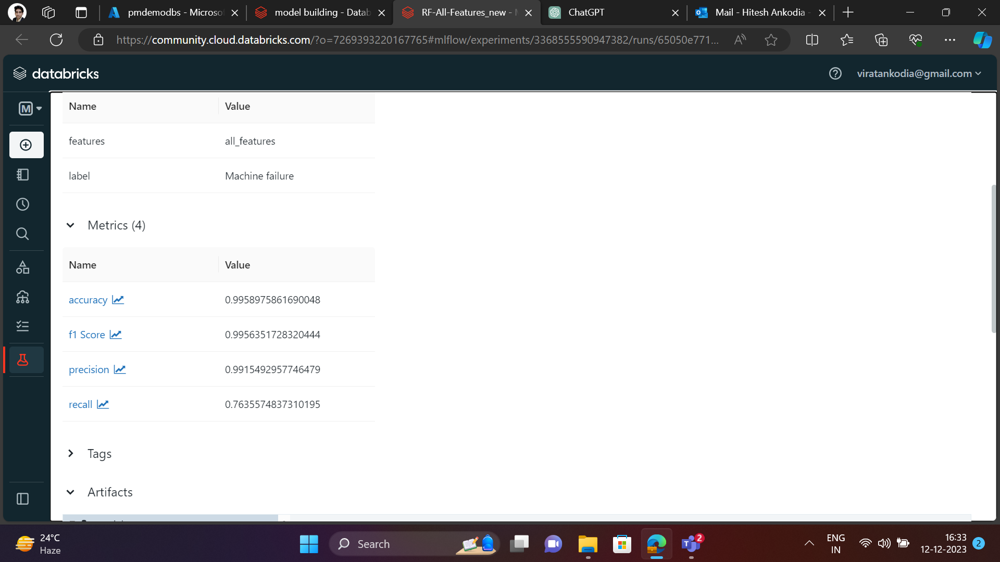 pmdemodbs - Microso
model building - Datab
RF-All-Features_new -
ChatGPT
Mail - Hitesh Ankodia -
https://community.cloud.databricks.com/?o=7269393220167765#mlflow/experiments/3368555590947382/runs/65050e771...
databricks
viratankodia@gmail.com
M
Name Value
features all_features
label Machine failure
Metrics (4)
Name Value
accuracy 0.9958975861690048
f1 Score 0.9956351728320444
precision 0.9915492957746479
recall 0.7635574837310195
Tags
Artifacts
24°C
Haze
Search
2
ENG
IN
16:33
12-12-2023
2